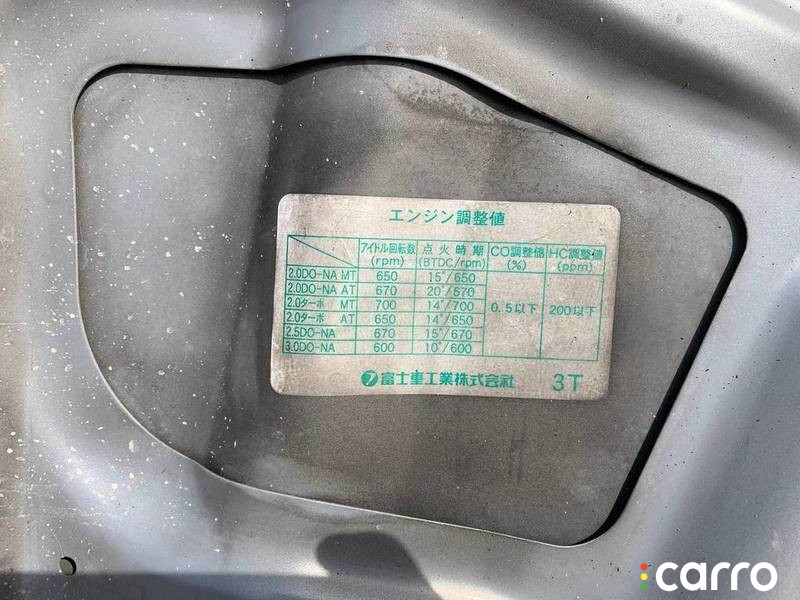 エンジン調整値
アイドル回転数 点火時期 CO調整値 HC調整値
(rpm) (BTDC/rpm) (%) (ppm)
2.0DO-NA MT 650 15°/650
2.0DO-NA AT 670 20°/670
2.0ターボ MT 700 14°/700
0.5以下 200以下
2.0ターボ AT 650 14°/650
2.5DO-NA 670 15°/670
3.0DO-NA 600 10°/600
富士重工業株式会社 3T
carro